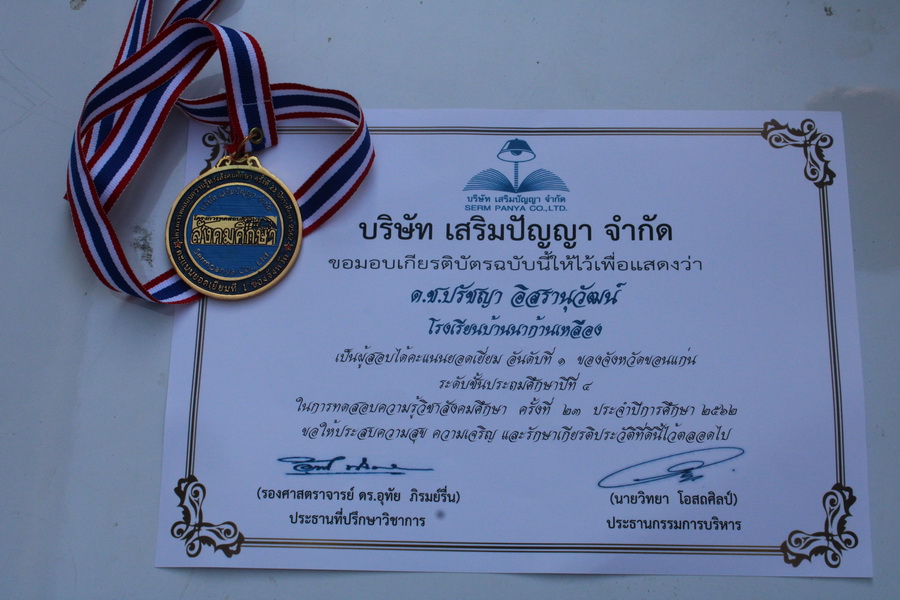 สังคมศึกษา
บริษัท เสริมปัญญา จำกัด
SERM PANYA CO.,LTD.
บริษัท เสริมปัญญา จำกัด
ขอมอบเกียรติบัตรฉบับนี้ให้ไว้เพื่อแสดงว่า
ด.ช.ปรัชญา อิสรานุวัฒน์
โรงเรียนบ้านนาก้านเหลือง
เป็นผู้สอบได้คะแนนยอดเยี่ยม อันดับที่ ๑ ของจังหวัดขอนแก่น
ระดับชั้นประถมศึกษาปีที่ ๔
ในการทดสอบความรู้วิชาสังคมศึกษา ครั้งที่ ๒๓ ประจำปีการศึกษา ๒๕๖๒
ขอให้ประสบความสุข ความเจริญ และรักษาเกียรติประวัติที่ดีนี้ไว้ตลอดไป
(รองศาสตราจารย์ ดร.อุทัย ภิรมย์รื่น)
ประธานที่ปรึกษาวิชาการ
(นายวิทยา โอสถศิลป์)
ประธานกรรมการบริหาร